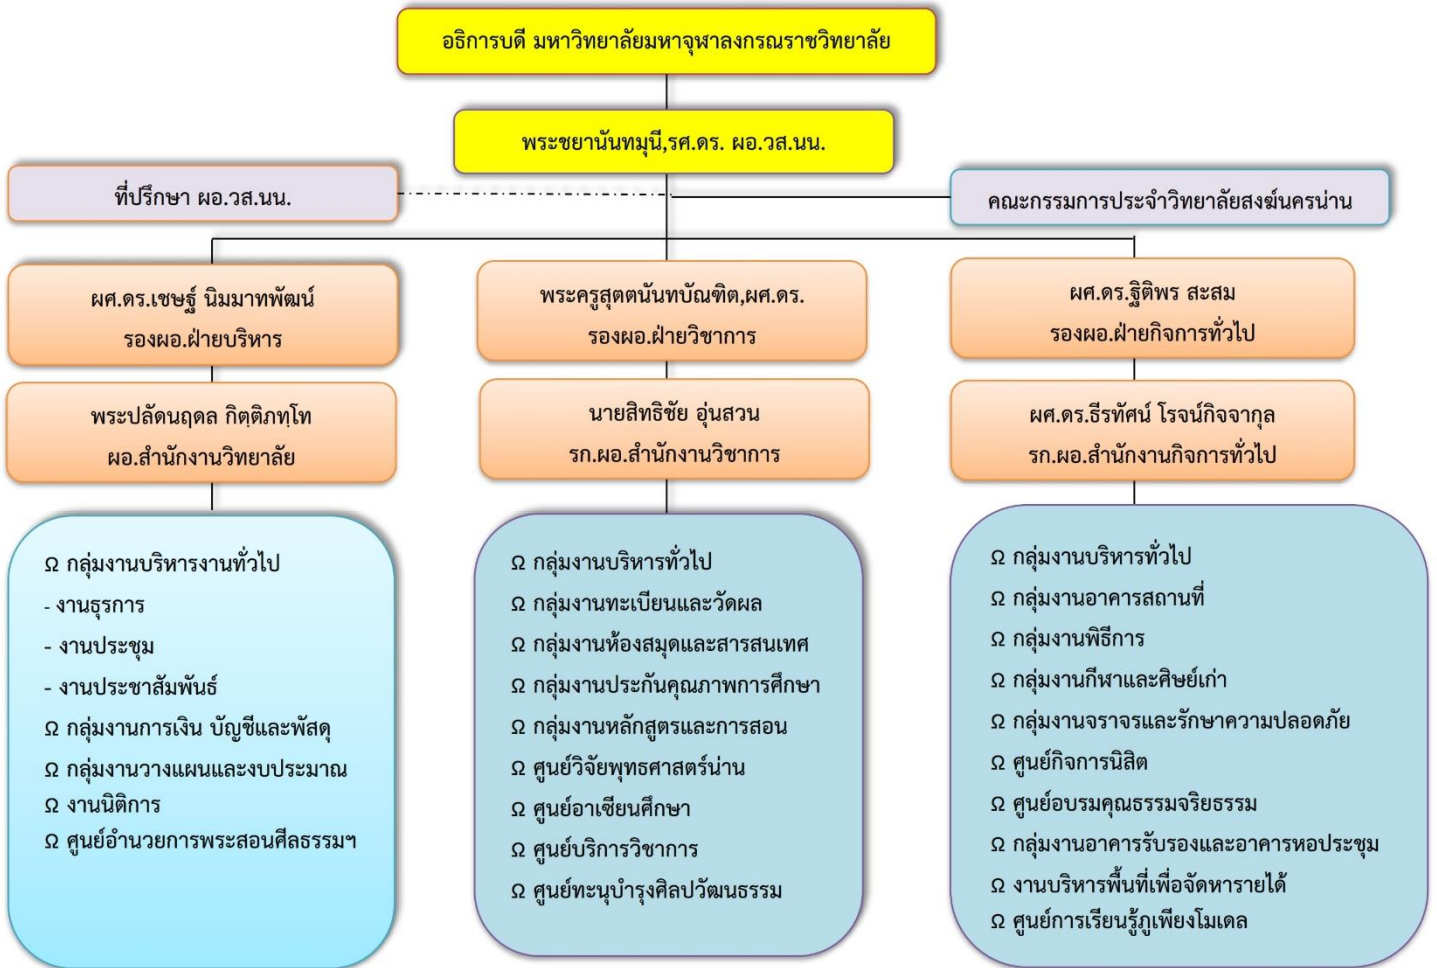 อธิการบดี มหาวิทยาลัยมหาจุฬาลงกรณราชวิทยาลัย
พระชยานันทมุนี,รศ.ดร. ผอ.วส.นน.
ที่ปรึกษา ผอ.วส.นน.
คณะกรรมการประจำวิทยาลัยสงฆ์นครน่าน
ผศ.ดร.เชษฐ์ นิมมาทพัฒน์
รองผอ.ฝ่ายบริหาร
พระครูสุตตนันทบัณฑิต,ผศ.ดร.
รองผอ.ฝ่ายวิชาการ
ผศ.ดร.ฐิติพร สะสม
รองผอ.ฝ่ายกิจการทั่วไป
พระปลัดนฤดล กิตฺติภทฺโท
ผอ.สำนักงานวิทยาลัย
นายสิทธิชัย อุ่นสวน
รก.ผอ.สำนักงานวิชาการ
ผศ.ดร.ธีรทัศน์ โรจน์กิจจากุล
รก.ผอ.สำนักงานกิจการทั่วไป
Ω กลุ่มงานบริหารงานทั่วไป
- งานธุรการ
- งานประชุม
- งานประชาสัมพันธ์
Ω กลุ่มงานการเงิน บัญชีและพัสดุ
Ω กลุ่มงานวางแผนและงบประมาณ
Ω งานนิติการ
Ω ศูนย์อำนวยการพระสอนศีลธรรมฯ
Ω กลุ่มงานบริหารทั่วไป
Ω กลุ่มงานทะเบียนและวัดผล
Ω กลุ่มงานห้องสมุดและสารสนเทศ
Ω กลุ่มงานประกันคุณภาพการศึกษา
Ω กลุ่มงานหลักสูตรและการสอน
Ω ศูนย์วิจัยพุทธศาสตร์น่าน
Ω ศูนย์อาเซียนศึกษา
Ω ศูนย์บริการวิชาการ
Ω ศูนย์ทะนุบำรุงศิลปวัฒนธรรม
Ω กลุ่มงานบริหารทั่วไป
Ω กลุ่มงานอาคารสถานที่
Ω กลุ่มงานพิธีการ
Ω กลุ่มงานกีฬาและศิษย์เก่า
Ω กลุ่มงานจราจรและรักษาความปลอดภัย
Ω ศูนย์กิจการนิสิต
Ω ศูนย์อบรมคุณธรรมจริยธรรม
Ω กลุ่มงานอาคารรับรองและอาคารหอประชุม
Ω งานบริหารพื้นที่เพื่อจัดหารายได้
Ω ศูนย์การเรียนรู้ภูเพียงโมเดล